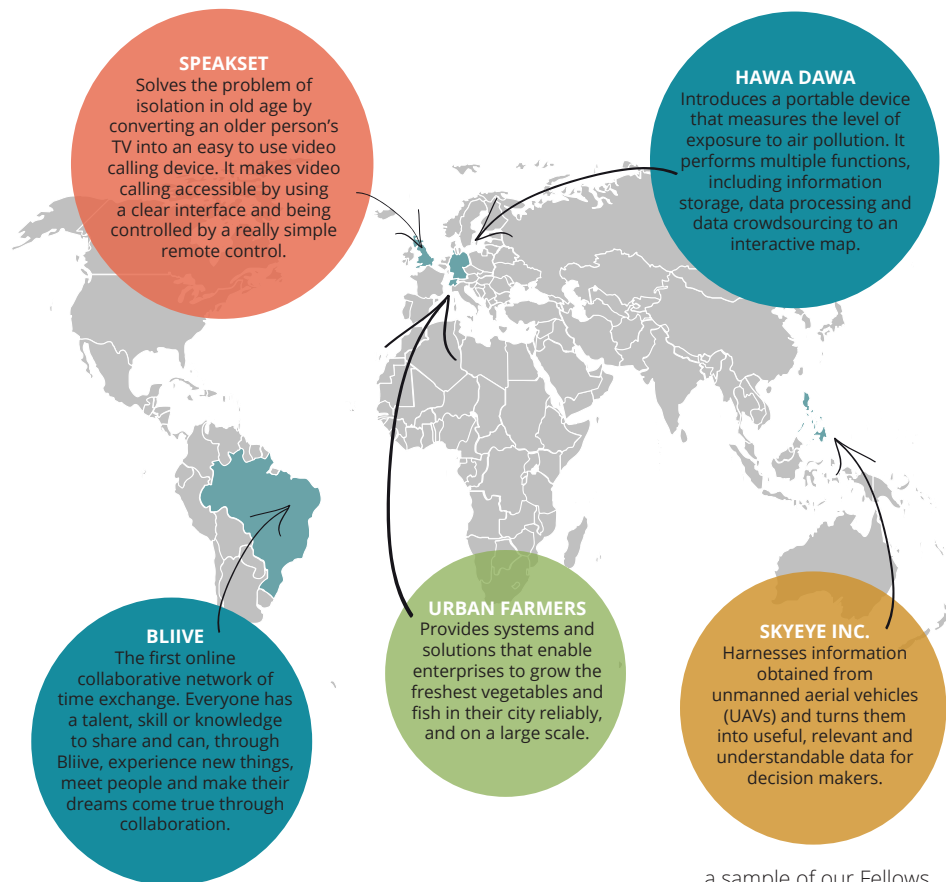 SPEAKSET
Solves the problem of
isolation in old age by
converting an older person's
TV into an easy to use video
calling device. It makes video
calling accessible by using
a clear interface and being
controlled by a really simple
remote control.
HAWA DAWA
Introduces a portable device
that measures the level of
exposure to air pollution. It
performs multiple functions,
including information
storage, data processing and
data crowdsourcing to an
interactive map.
BLIIVE
The first online
collaborative network of
time exchange. Everyone has
a talent, skill or knowledge
to share and can, through
Bliive, experience new things,
meet people and make their
dreams come true through
collaboration.
URBAN FARMERS
Provides systems and
solutions that enable
enterprises to grow the
freshest vegetables and
fish in their city reliably,
and on a large scale.
SKYEYE INC.
Harnesses information
obtained from
unmanned aerial vehicles
(UAVs) and turns them
into useful, relevant and
understandable data for
decision makers.
a sample of our Fellows